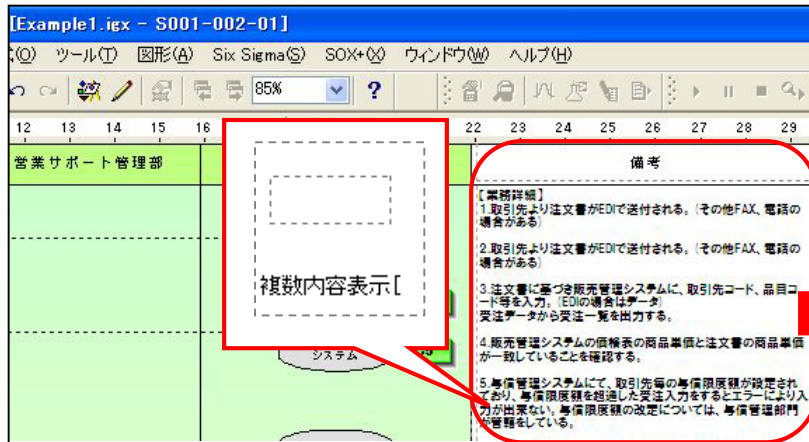 [Example1.igx - S001-002-01]
(O) ツール(T) 図形(A) Six Sigma(S) SOX+(X) ウィンドウ(W) ヘルプ(H)
85%
?
12 13 14 15 16 22 23 24 25 26 27 28 29
営業サポート管理部
備考
複数内容表示[
システム
【業務詳細】
1.取引先より注文書がEDIで送付される。(その他FAX、電話の
場合がある)
2.取引先より注文書がEDIで送付される。(その他FAX、電話の
場合がある)
3.注文書に基づき販売管理システムに、取引先コード、品目コ
ード等を入力。(EDIの場合はデータ)
受注データから受注一覧を出力する。
4.販売管理システムの価格表の商品単価と注文書の商品単価
が一致していることを確認する。
5.与信管理システムにて、取引先毎の与信限度額が設定され
ており、与信限度額を超過した受注入力をするとエラーにより入
力が出来ない。与信限度額の改定については、与信管理部門
が管轄をしている。